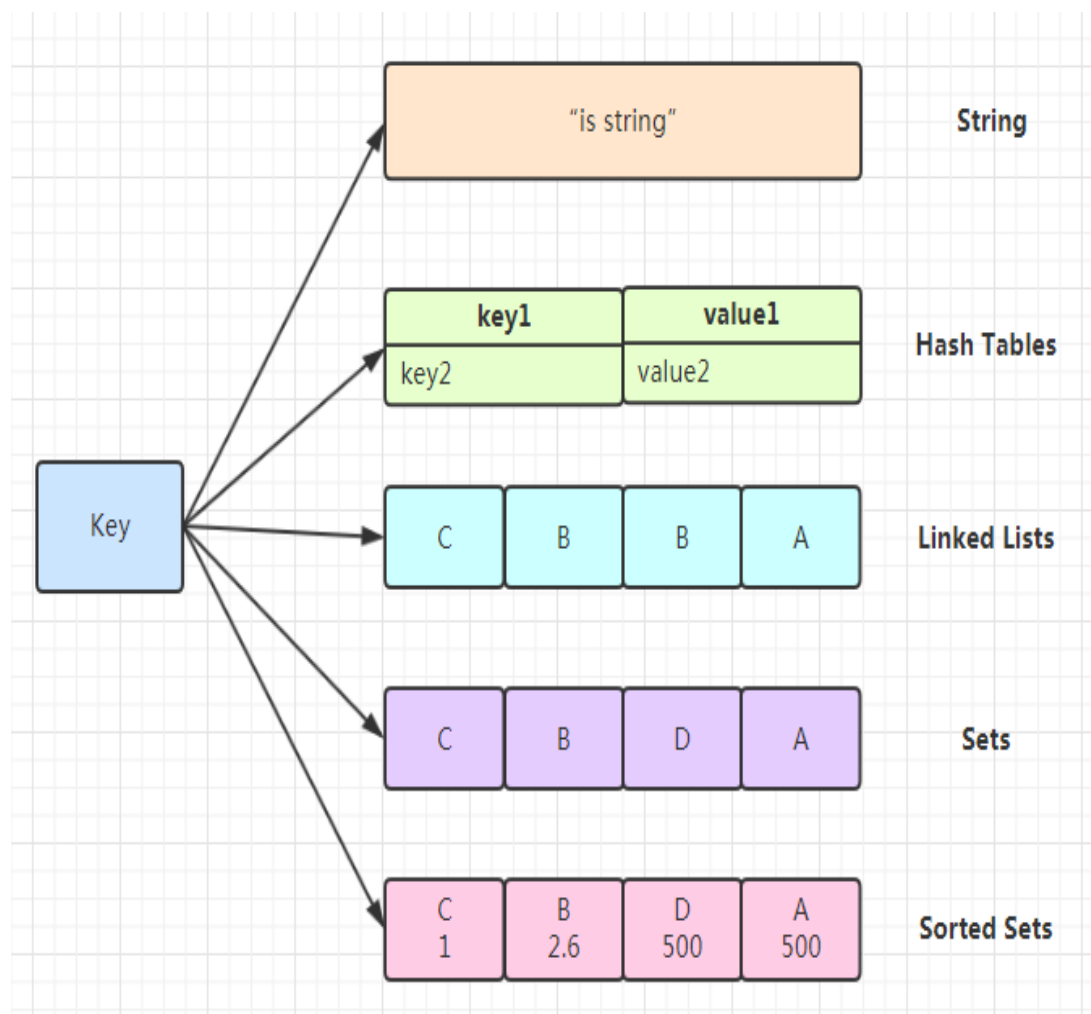 “is string”
String
key1 value1
key2 value2
Hash Tables
Key
C B B A
Linked Lists
C B D A
Sets
C B D A
1 2.6 500 500
Sorted Sets